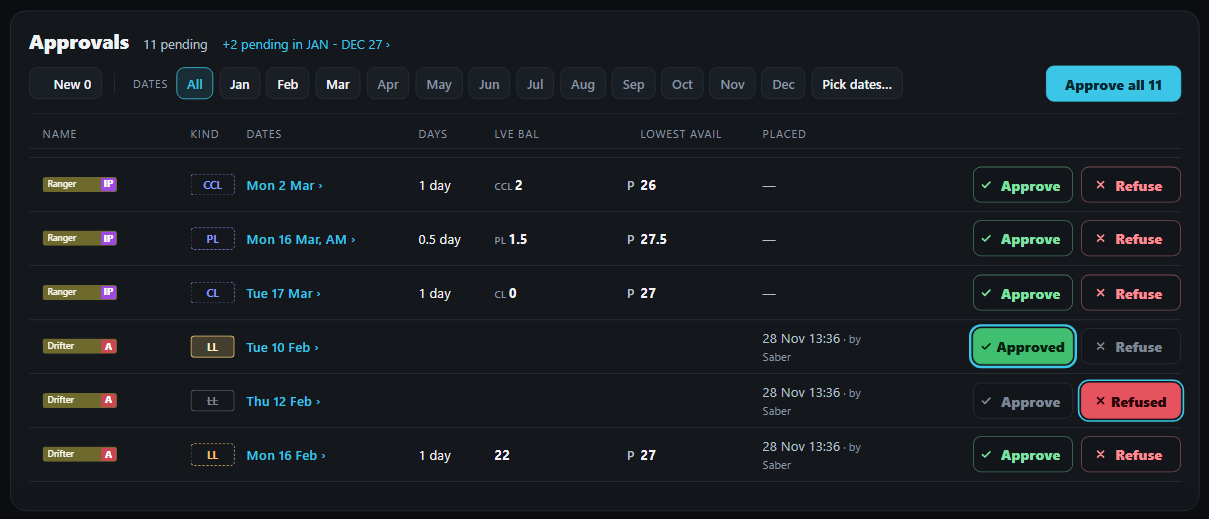 Approvals 11 pending +2 pending in JAN - DEC 27 ›
New 0 DATES All Jan Feb Mar Apr May Jun Jul Aug Sep Oct Nov Dec Pick dates... Approve all 11
NAME KIND DATES DAYS LVE BAL LOWEST AVAIL PLACED
Ranger IP CCL Mon 2 Mar › 1 day CCL 2 P 26 — ✓ Approve ✕ Refuse
Ranger IP PL Mon 16 Mar, AM › 0.5 day PL 1.5 P 27.5 — ✓ Approve ✕ Refuse
Ranger IP CL Tue 17 Mar › 1 day CL 0 P 27 — ✓ Approve ✕ Refuse
Drifter A LL Tue 10 Feb › 28 Nov 13:36 · by ✓ Approved ✕ Refuse
Saber
Drifter A LL Thu 12 Feb › 28 Nov 13:36 · by ✓ Approve ✕ Refused
Saber
Drifter A LL Mon 16 Feb › 1 day 22 P 27 28 Nov 13:36 · by ✓ Approve ✕ Refuse
Saber